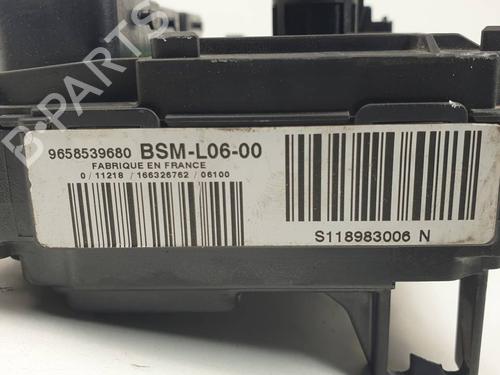 9658539680 BSM-L06-00
FABRIQUE EN FRANCE
0 / 11218 / 166326762 / 06100
S118983006 N
B-PARTS